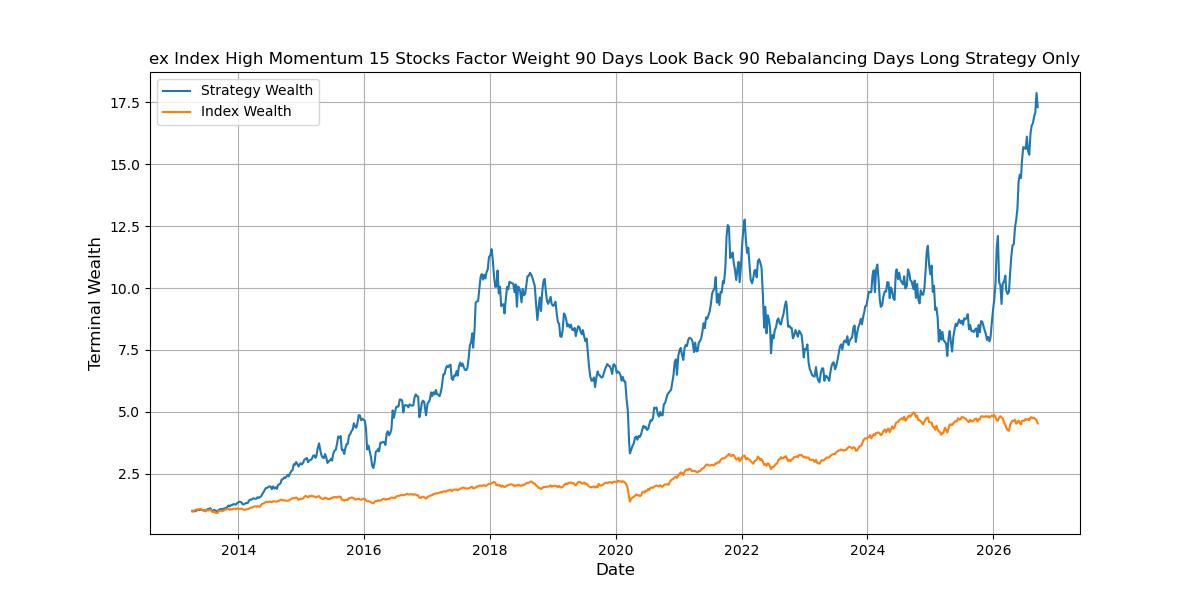 ex Index High Momentum 15 Stocks Factor Weight 90 Days Look Back 90 Rebalancing Days Long Strategy Only
Strategy Wealth
Index Wealth
Terminal Wealth
17.5
15.0
12.5
10.0
7.5
5.0
2.5
2014 2016 2018 2020 2022 2024 2026
Date